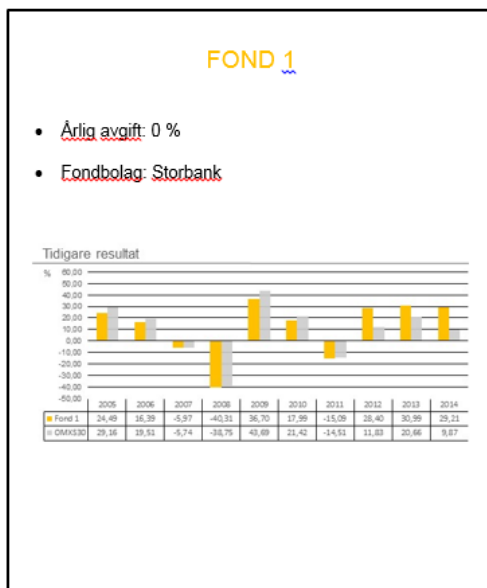 FOND 1
• Årlig avgift: 0 %
• Fondbolag: Storbank
Tidigare resultat
%
60,00
50,00
40,00
30,00
20,00
10,00
0,00
-10,00
-20,00
-30,00
-40,00
-50,00
2005 2006 2007 2008 2009 2010 2011 2012 2013 2014
Fond 1 24,49 16,39 -5,97 -40,31 36,70 17,99 -15,09 28,40 30,99 29,21
OMXS30 29,16 19,51 -5,74 -38,75 43,69 21,42 -14,51 11,83 20,66 9,87